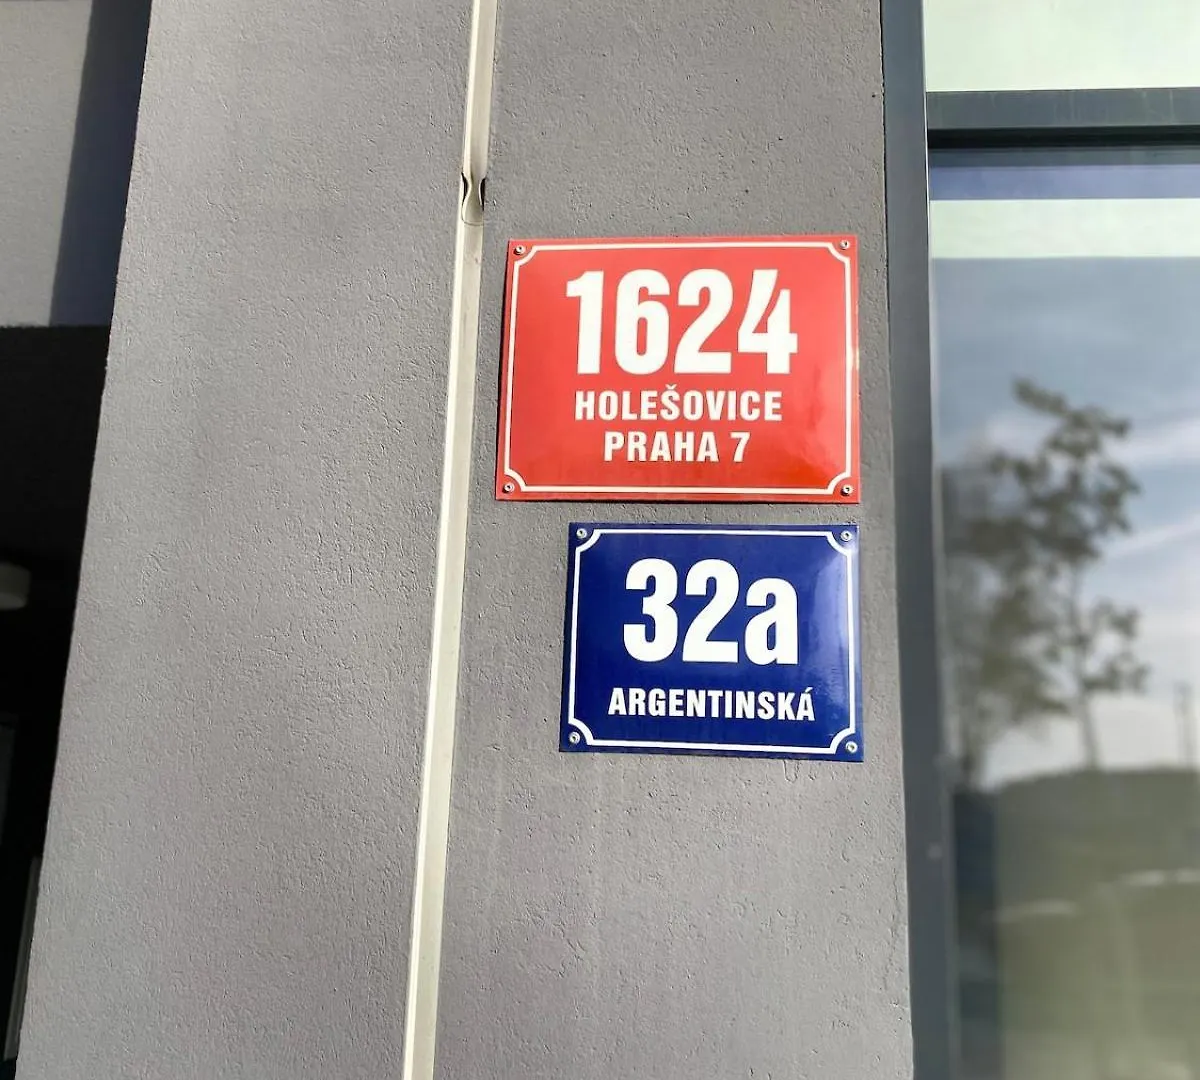 1624
HOLEŠOVICE
PRAHA 7
32a
ARGENTINSKÁ